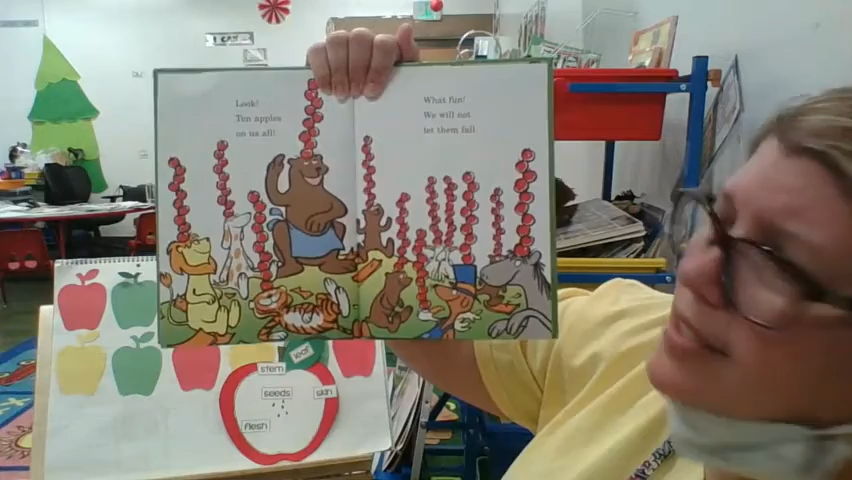 Look!
Ten apples
on us all!
What fun!
We will not
let them fall
leaf
stem
seeds
skin
flesh